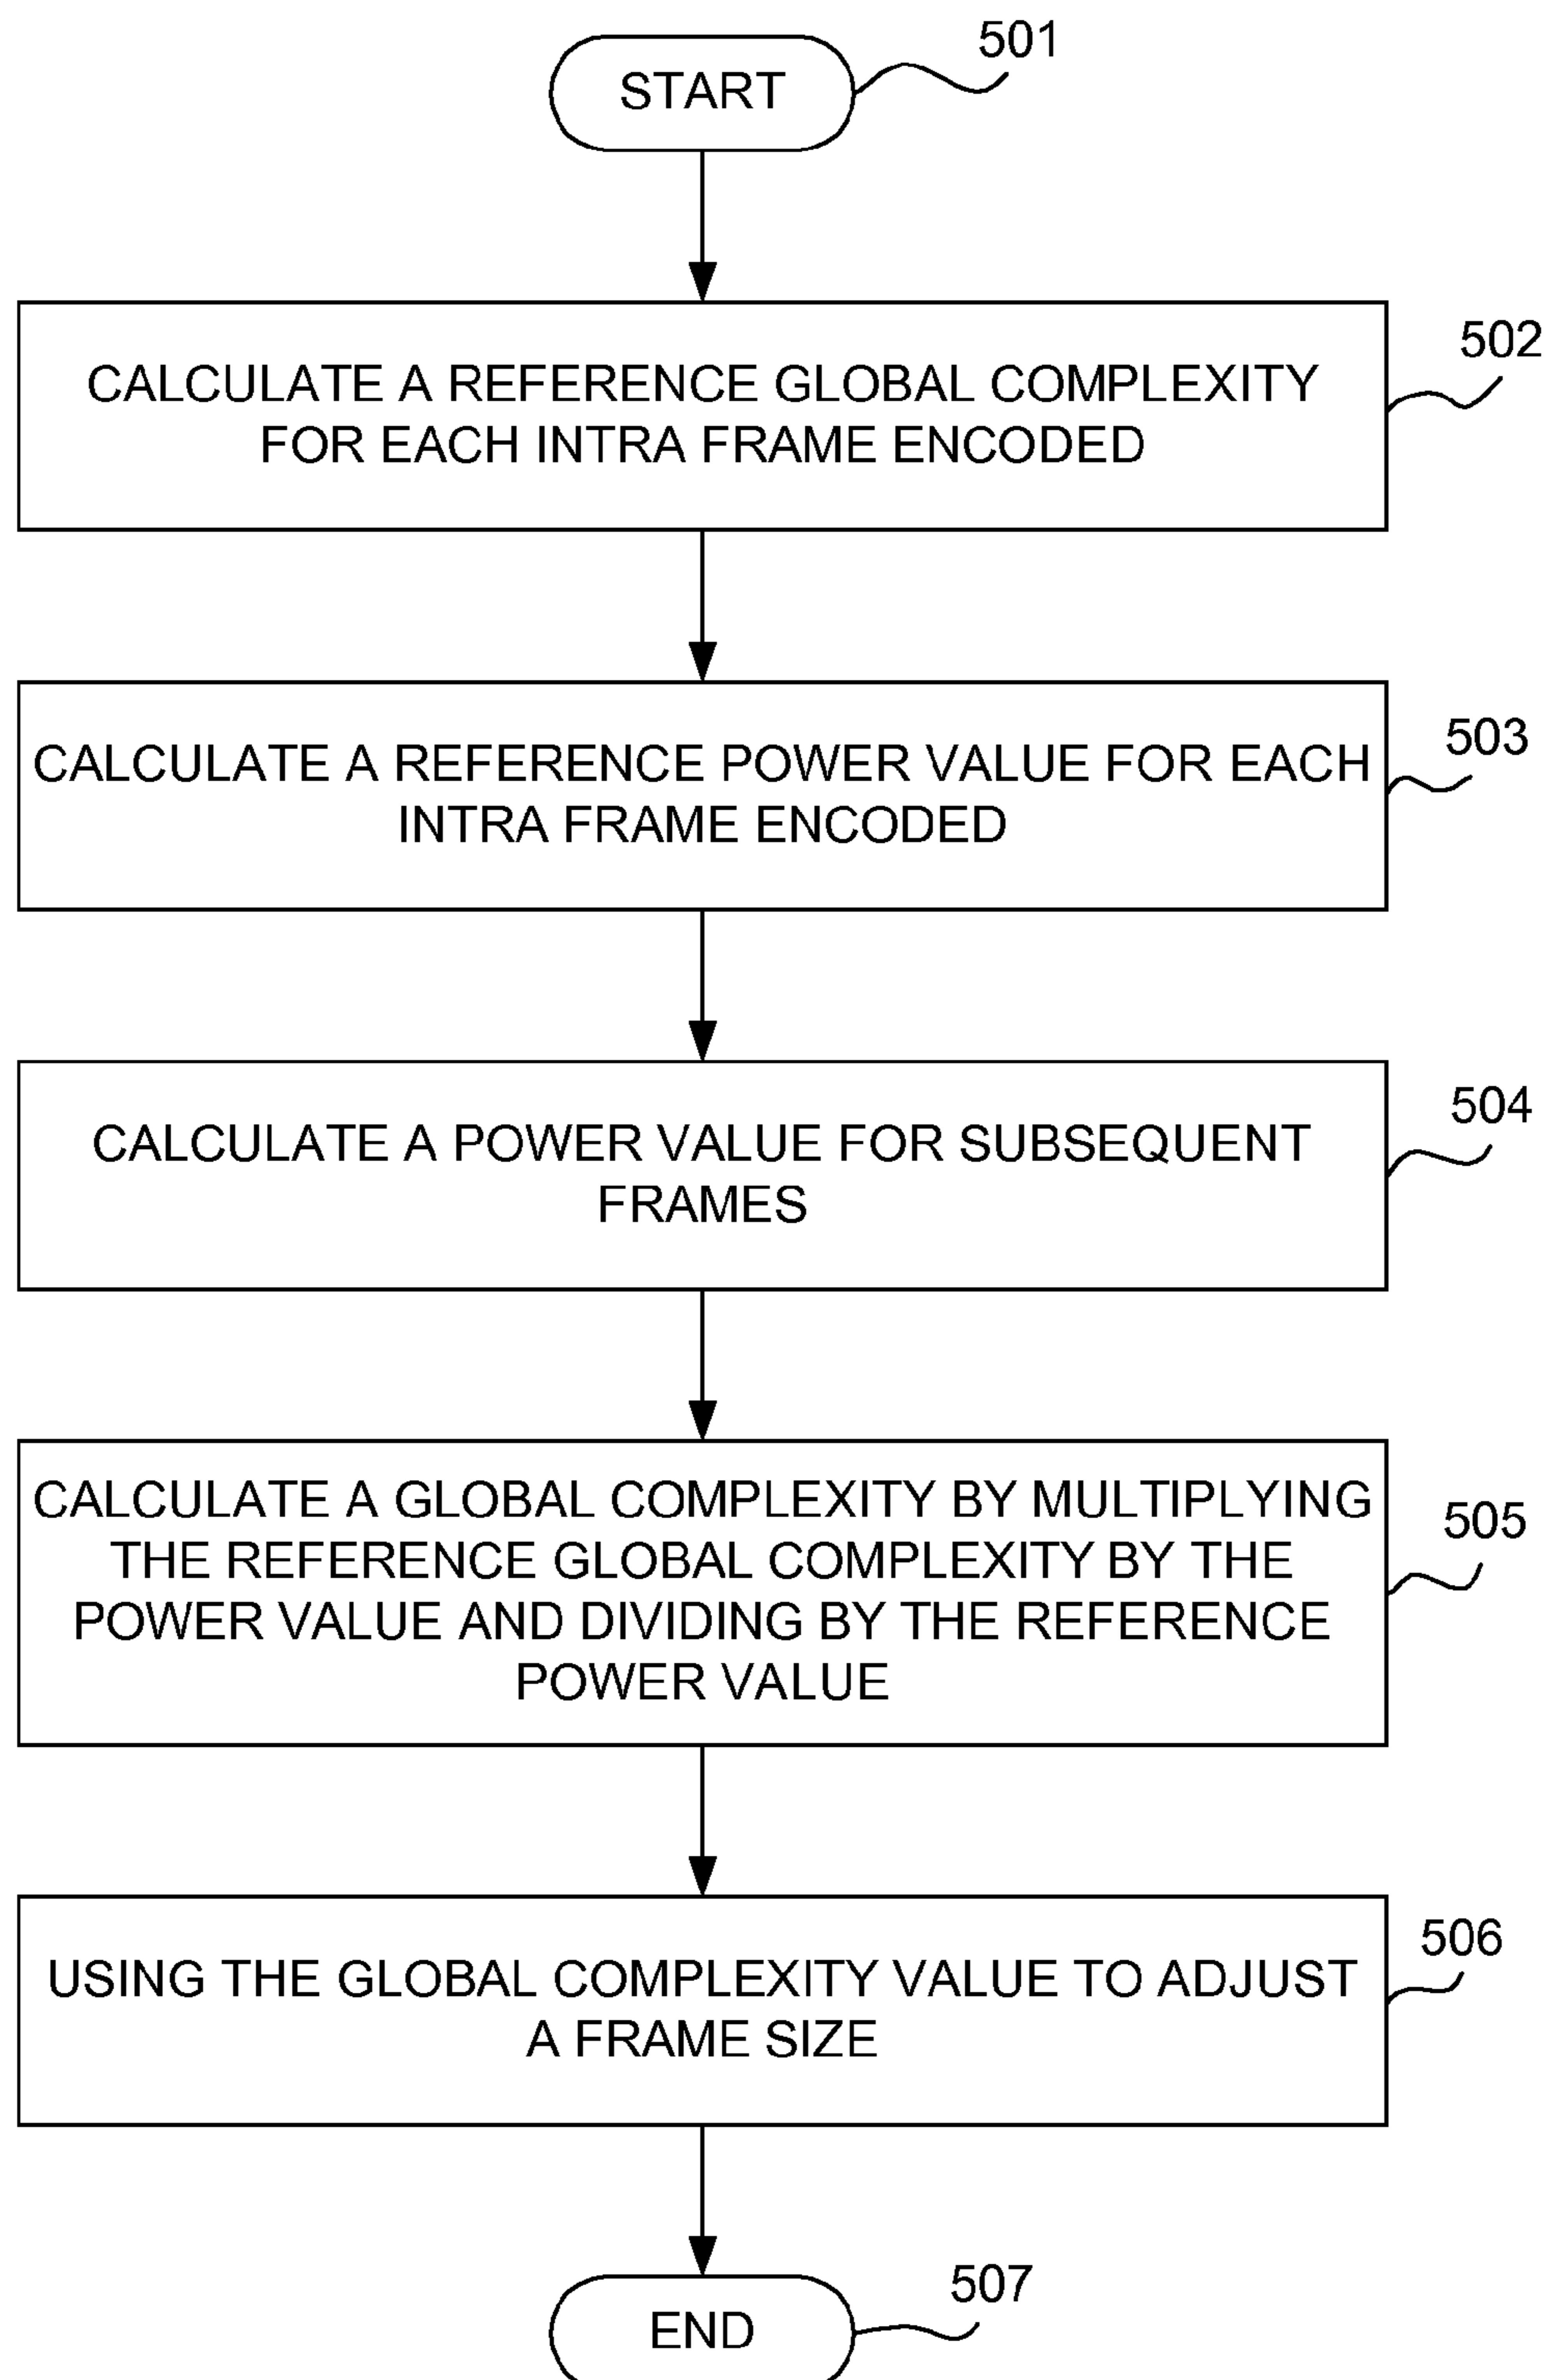 501
START
502
CALCULATE A REFERENCE GLOBAL COMPLEXITY
FOR EACH INTRA FRAME ENCODED
503
CALCULATE A REFERENCE POWER VALUE FOR EACH
INTRA FRAME ENCODED
504
CALCULATE A POWER VALUE FOR SUBSEQUENT
FRAMES
505
CALCULATE A GLOBAL COMPLEXITY BY MULTIPLYING
THE REFERENCE GLOBAL COMPLEXITY BY THE
POWER VALUE AND DIVIDING BY THE REFERENCE
POWER VALUE
506
USING THE GLOBAL COMPLEXITY VALUE TO ADJUST
A FRAME SIZE
507
END